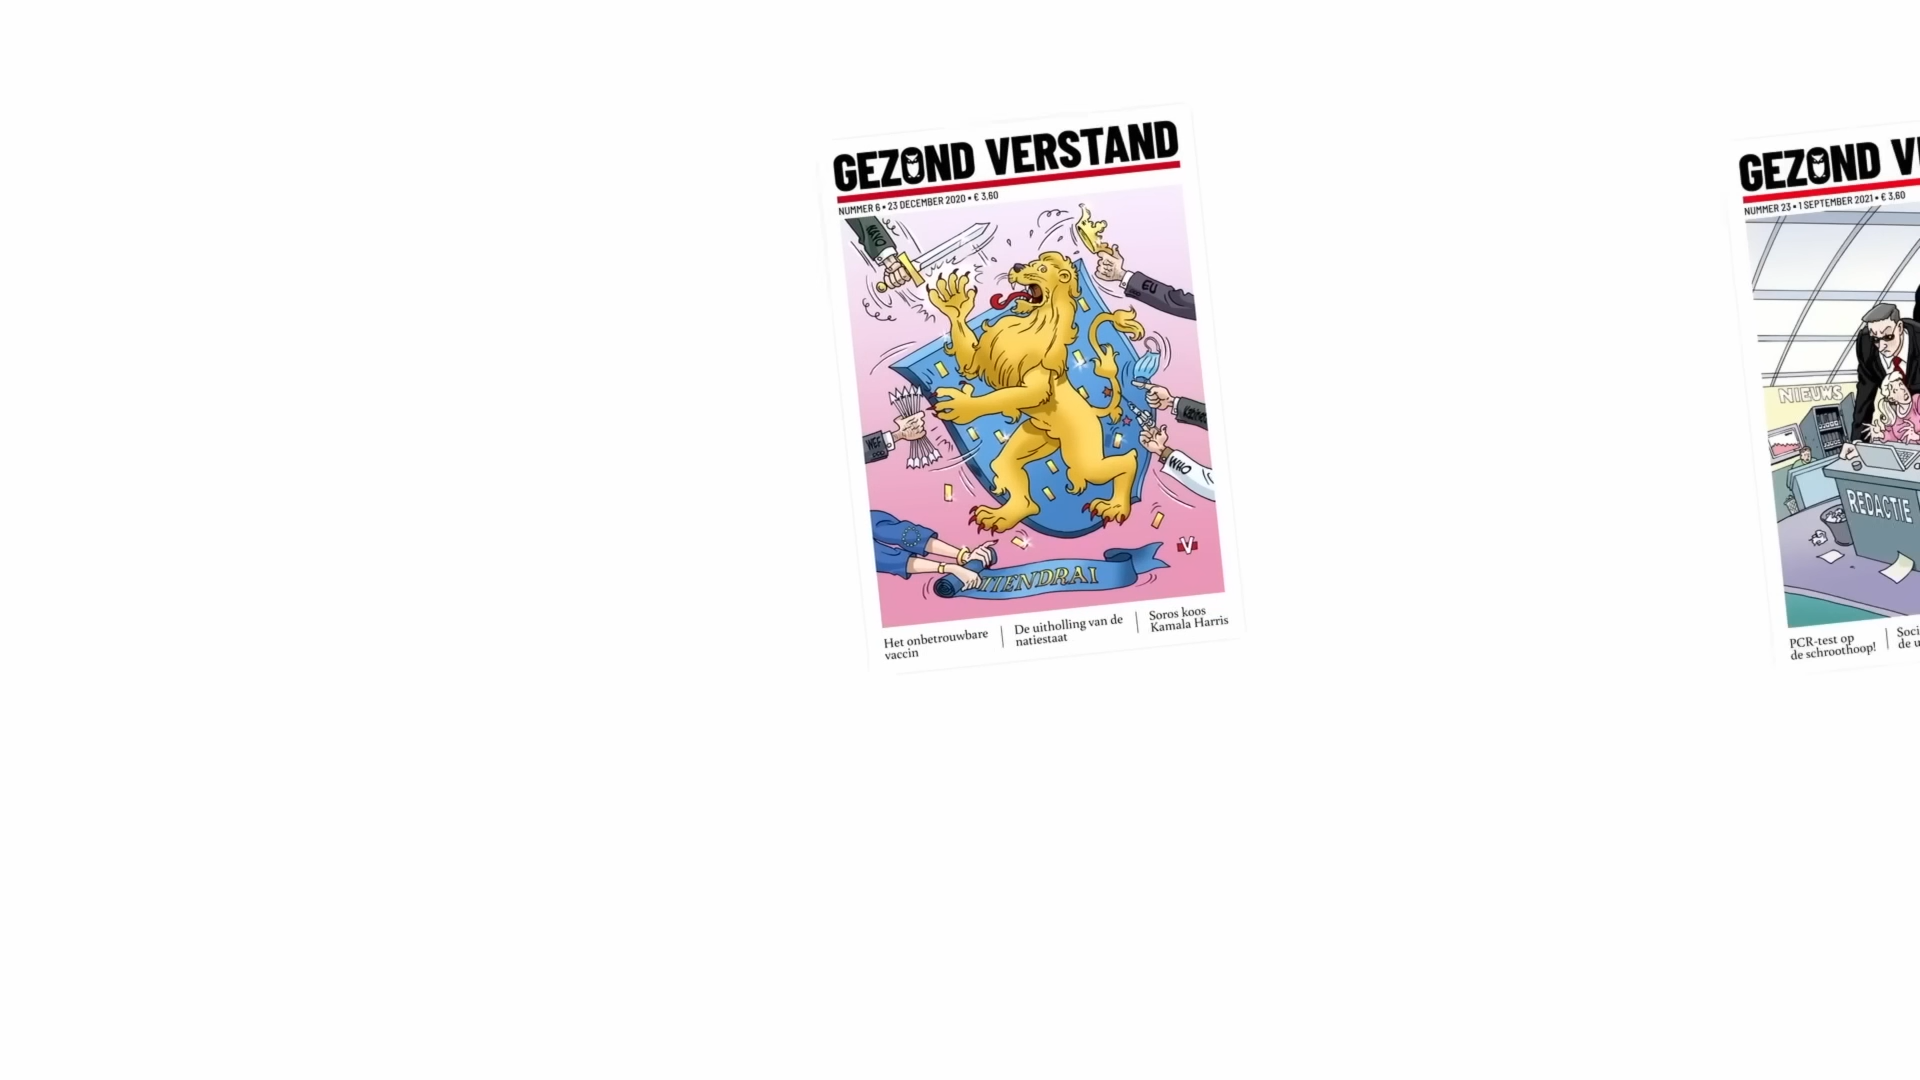 GEZOND VERSTAND
NUMMER 6 • 23 DECEMBER 2020 • € 3,60
NAVO
EU
WEF
WHO
TIENDRAI
V
Het onbetrouwbare
vaccin
De uitholling van de
natiestaat
Soros koos
Kamala Harris
GEZOND
NUMMER 23 • 1 SEPTEMBER 2021 • € 3,60
NIEUWS
REDACTIE
PCR-test op
de schroothoop!